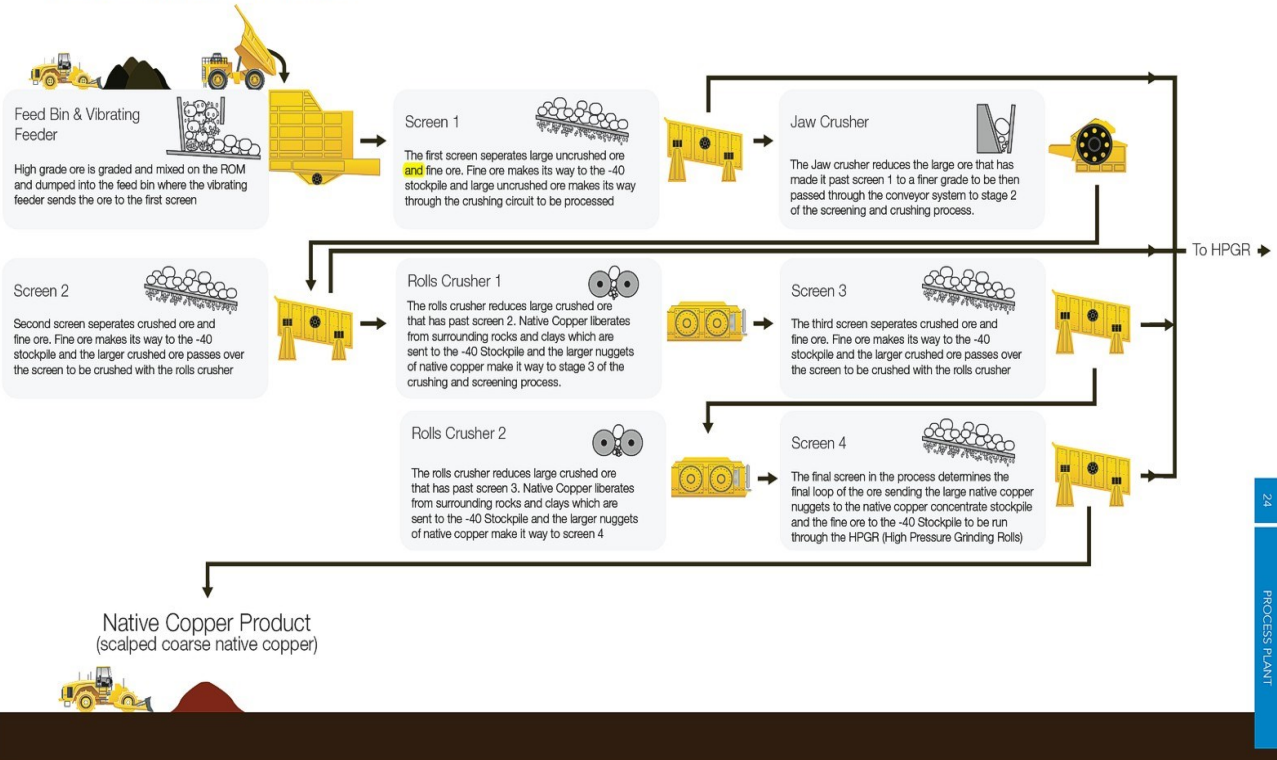 Feed Bin & Vibrating
Feeder
High grade ore is graded and mixed on the ROM
and dumped into the feed bin where the vibrating
feeder sends the ore to the first screen
Screen 1
The first screen seperates large uncrushed ore
and fine ore. Fine ore makes its way to the -40
stockpile and large uncrushed ore makes its way
through the crushing circuit to be processed
Jaw Crusher
The Jaw crusher reduces the large ore that has
made it past screen 1 to a finer grade to be then
passed through the conveyor system to stage 2
of the screening and crushing process.
To HPGR
Screen 2
Second screen seperates crushed ore and
fine ore. Fine ore makes its way to the -40
stockpile and the larger crushed ore passes over
the screen to be crushed with the rolls crusher
Rolls Crusher 1
The rolls crusher reduces large crushed ore
that has past screen 2. Native Copper liberates
from surrounding rocks and clays which are
sent to the -40 Stockpile and the larger nuggets
of native copper make it way to stage 3 of the
crushing and screening process.
Screen 3
The third screen seperates crushed ore and
fine ore. Fine ore makes its way to the -40
stockpile and the larger crushed ore passes over
the screen to be crushed with the rolls crusher
Rolls Crusher 2
The rolls crusher reduces large crushed ore
that has past screen 3. Native Copper liberates
from surrounding rocks and clays which are
sent to the -40 Stockpile and the larger nuggets
of native copper make it way to screen 4
Screen 4
The final screen in the process determines the
final loop of the ore sending the large native copper
nuggets to the native copper concentrate stockpile
and the fine ore to the -40 Stockpile to be run
through the HPGR (High Pressure Grinding Rolls)
Native Copper Product
(scalped coarse native copper)
24
PROCESS PLANT